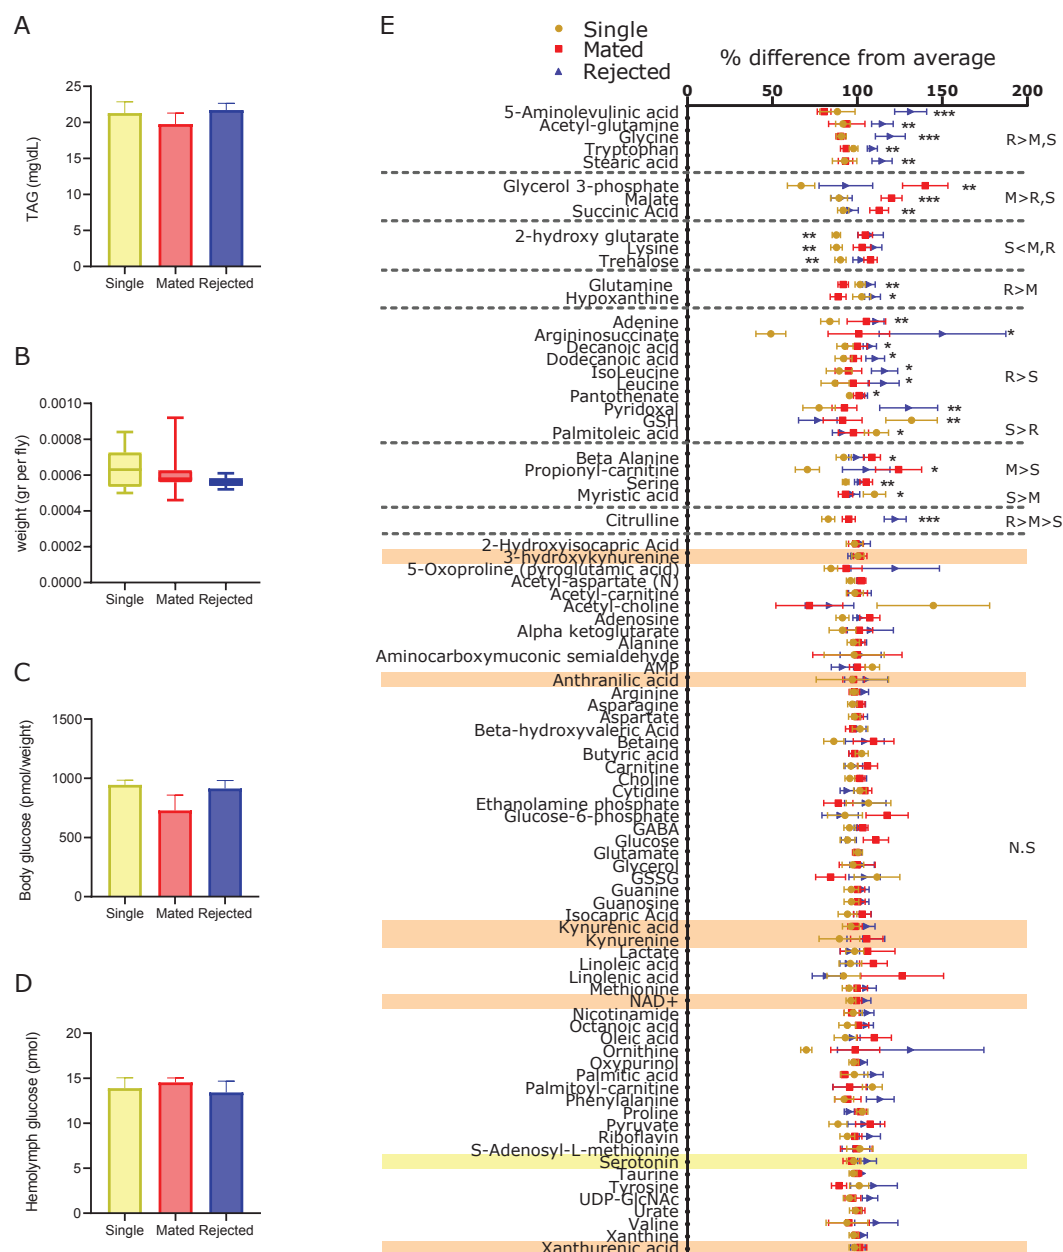 A
TAG (mg\dL)
25
20
15
10
5
0
Single Mated Rejected
B
weight (gr per fly)
0.0010
0.0008
0.0006
0.0004
0.0002
0.0000
Single Mated Rejected
C
Body glucose (pmol/weight)
1500
1000
500
0
Single Mated Rejected
D
Hemolymph glucose (pmol)
20
15
10
5
0
Single Mated Rejected
E
Single
Mated
Rejected
% difference from average
0 50 100 150 200
5-Aminolevulinic acid ***
Acetyl-glutamine **
Glycine *** R>M,S
Tryptophan **
Stearic acid **
Glycerol 3-phosphate **
Malate *** M>R,S
Succinic Acid **
2-hydroxy glutarate **
Lysine ** S<M,R
Trehalose **
Glutamine ** R>M
Hypoxanthine *
Adenine **
Argininosuccinate *
Decanoic acid *
Dodecanoic acid *
IsoLeucine * R>S
Leucine *
Pantothenate *
Pyridoxal **
GSH ** S>R
Palmitoleic acid *
Beta Alanine *
Propionyl-carnitine * M>S
Serine **
Myristic acid * S>M
Citrulline *** R>M>S
2-Hydroxyisocapric Acid
3-hydroxykynurenine
5-Oxoproline (pyroglutamic acid)
Acetyl-aspartate (N)
Acetyl-carnitine
Acetyl-choline
Adenosine
Alpha ketoglutarate
Alanine
Aminocarboxymuconic semialdehyde
AMP
Anthranilic acid
Arginine
Asparagine
Aspartate
Beta-hydroxyvaleric Acid
Betaine
Butyric acid
Carnitine
Choline
Cytidine
Ethanolamine phosphate
Glucose-6-phosphate
GABA
Glucose N.S
Glutamate
Glycerol
GSSG
Guanine
Guanosine
Isocapric Acid
Kynurenic acid
Kynurenine
Lactate
Linoleic acid
Linolenic acid
Methionine
NAD+
Nicotinamide
Octanoic acid
Oleic acid
Ornithine
Oxypurinol
Palmitic acid
Palmitoyl-carnitine
Phenylalanine
Proline
Pyruvate
Riboflavin
S-Adenosyl-L-methionine
Serotonin
Taurine
Tyrosine
UDP-GlcNAc
Urate
Valine
Xanthine
Xanthurenic acid